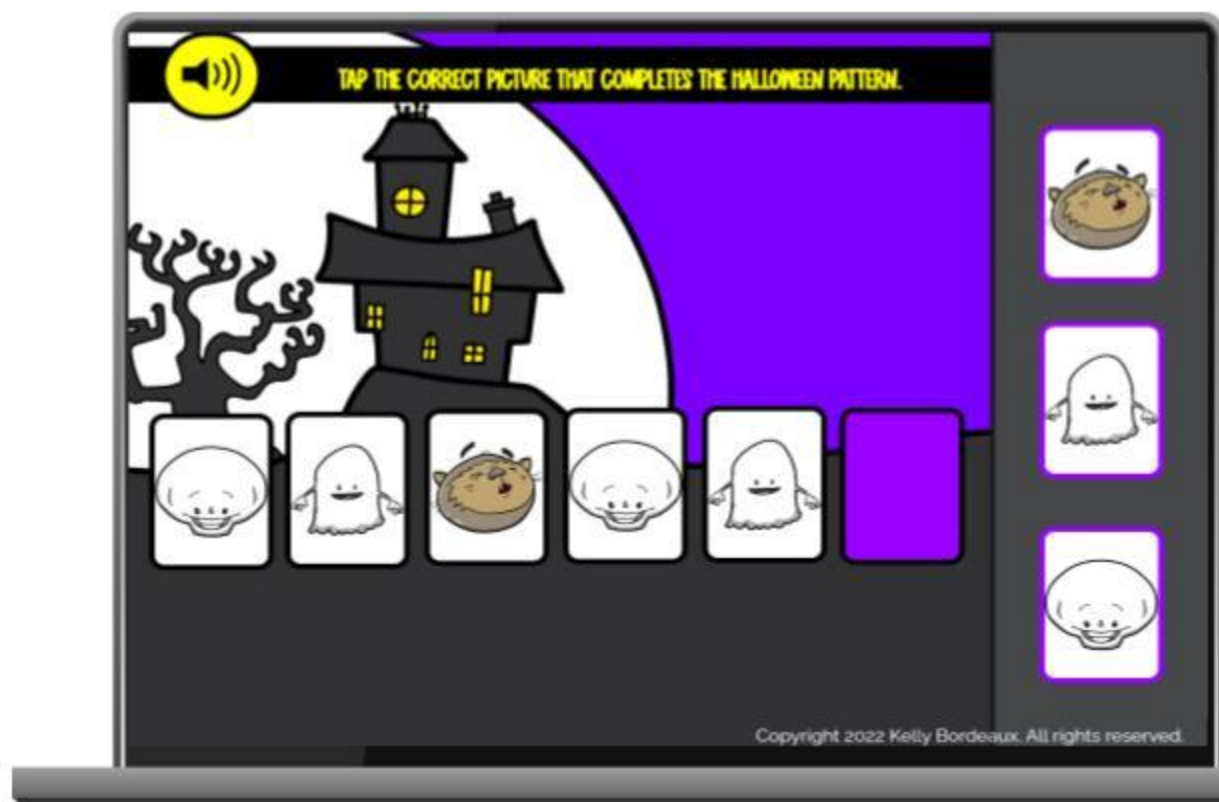 TAP THE CORRECT PICTURE THAT COMPLETES THE HALLOWEEN PATTERN.
Copyright 2022 Kelly Bordeaux. All rights reserved.